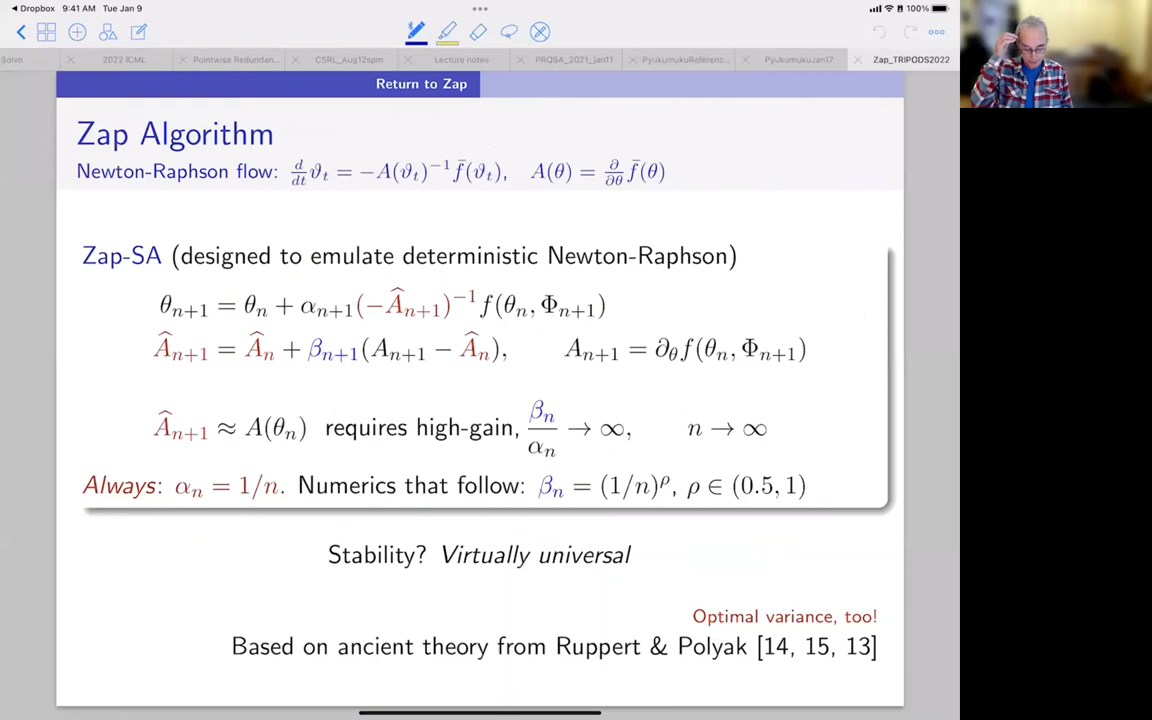 Dropbox 9:41 AM Tue Jan 9 100%
Solvo 2022 ICML Pointwise Redundan... CSRL_Aug12spm Lecture notes PRQSA_2021_jan11 PyukumukuReferenc... PyukumukuJan17 Zap_TRIPODS2022
Return to Zap
Zap Algorithm
Newton-Raphson flow: d/dt ϑ_t = −A(ϑ_t)^{−1} f̄(ϑ_t), A(θ) = ∂/∂θ f̄(θ)
Zap-SA (designed to emulate deterministic Newton-Raphson)
θ_{n+1} = θ_n + α_{n+1}(−Â_{n+1})^{−1} f(θ_n, Φ_{n+1})
Â_{n+1} = Â_n + β_{n+1}(A_{n+1} − Â_n), A_{n+1} = ∂_θ f(θ_n, Φ_{n+1})
Â_{n+1} ≈ A(θ_n) requires high-gain, β_n/α_n → ∞, n → ∞
Always: α_n = 1/n. Numerics that follow: β_n = (1/n)^ρ, ρ ∈ (0.5, 1)
Stability? Virtually universal
Optimal variance, too!
Based on ancient theory from Ruppert & Polyak [14, 15, 13]